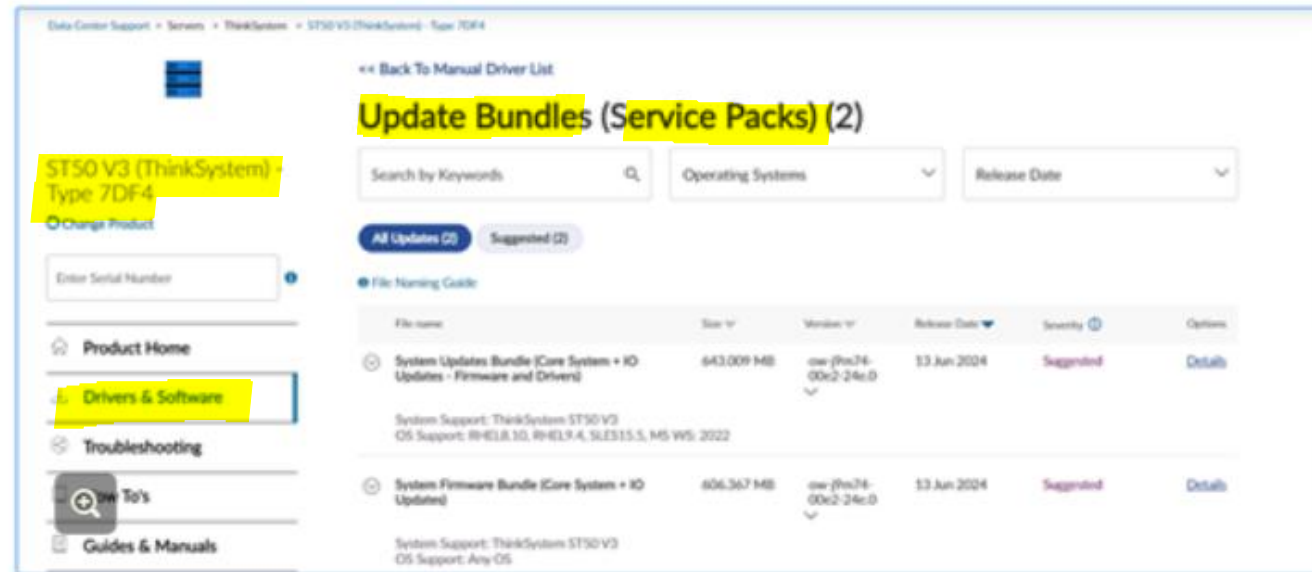 Data Center Support > Servers > ThinkSystem > ST50 V3 (ThinkSystem) - Type 7DF4
<< Back To Manual Driver List
Update Bundles (Service Packs) (2)
ST50 V3 (ThinkSystem) -
Type 7DF4
Change Product
Search by Keywords
Operating Systems
Release Date
All Updates (2)
Suggested (2)
Enter Serial Number
File Naming Guide
File name
Size
Version
Release Date
Severity
Options
Product Home
Drivers & Software
Troubleshooting
To's
Guides & Manuals
System Updates Bundle (Core System + IO
Updates - Firmware and Drivers)
643.009 MB
00e2-24c.0
13 Jun 2024
Suggested
Details
System Support: ThinkSystem ST50 V3
OS Support: RHEL8.10, RHEL9.4, SLES15.5, MS WS: 2022
System Firmware Bundle (Core System + IO
Updates)
606.367 MB
00e2-24c.0
13 Jun 2024
Suggested
Details
System Support: ThinkSystem ST50 V3
OS Support: Any OS